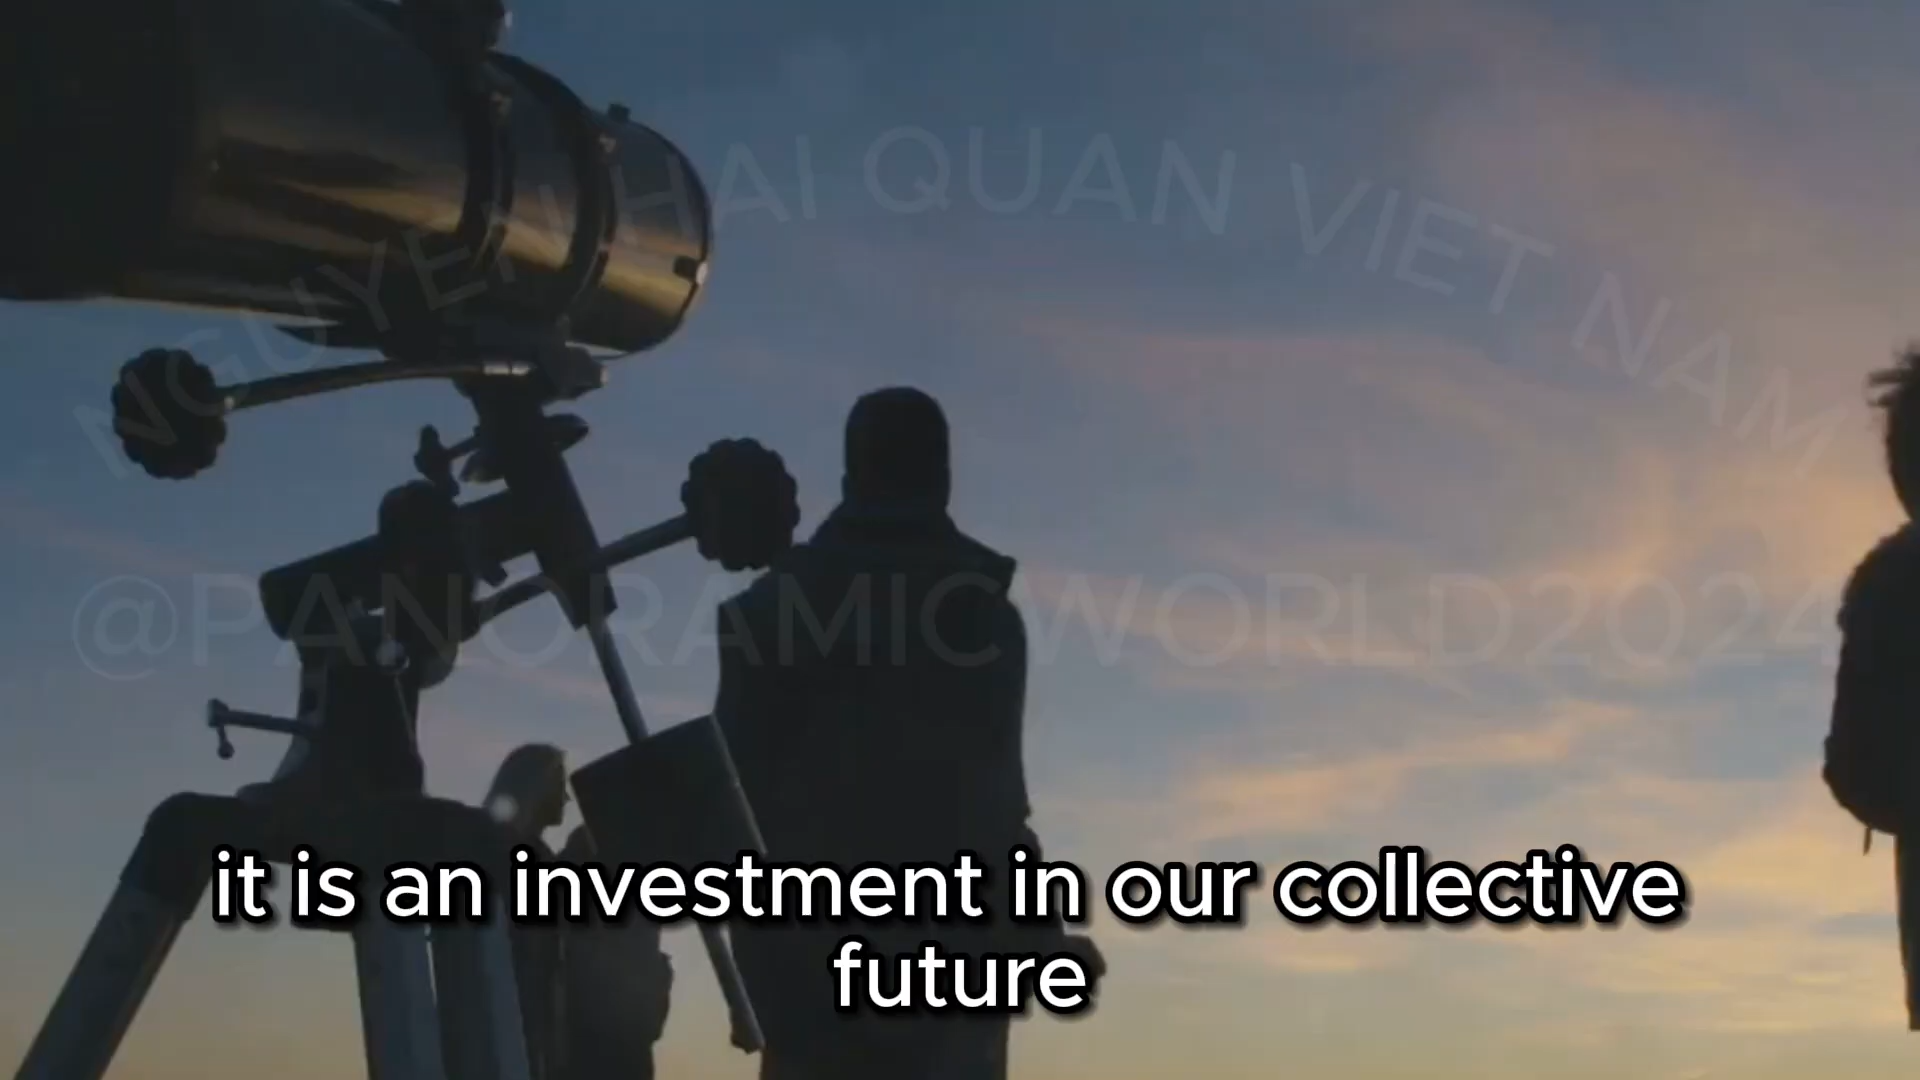 NGUYEN HAI QUAN VIET NAM
@PANORAMICWORLD2024
it is an investment in our collective
future